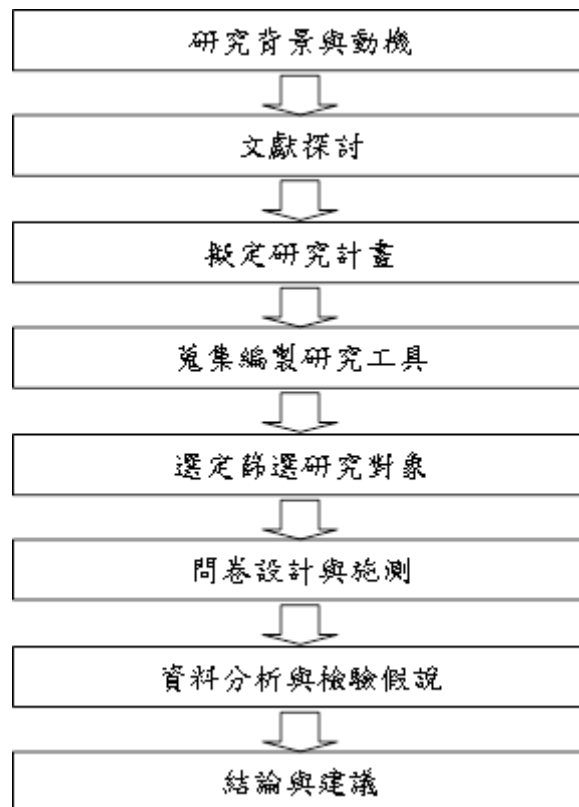 研究背景與動機
文獻探討
擬定研究計畫
蒐集編製研究工具
選定篩選研究對象
問卷設計與施測
資料分析與檢驗假說
結論與建議